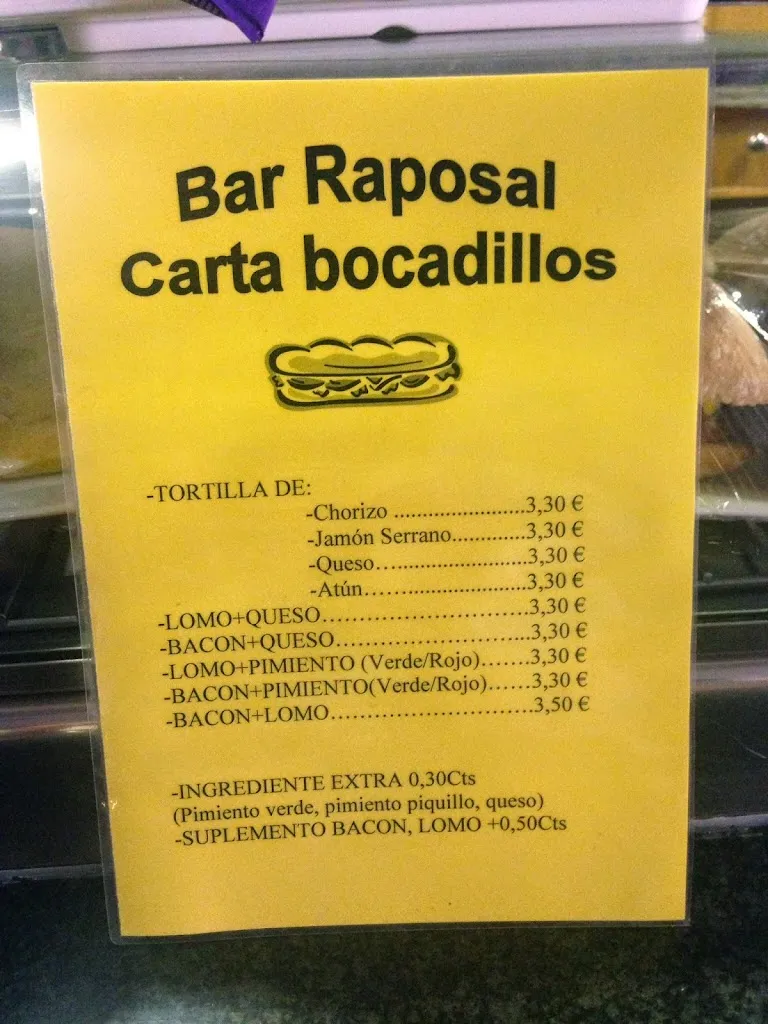 Bar Raposal
Carta bocadillos
-TORTILLA DE:
-Chorizo .......................3,30 €
-Jamón Serrano............3,30 €
-Queso….......................3,30 €
-Atún……......................3,30 €
-LOMO+QUESO……………………….3,30 €
-BACON+QUESO……………………...3,30 €
-LOMO+PIMIENTO (Verde/Rojo)…….3,30 €
-BACON+PIMIENTO(Verde/Rojo)……3,30 €
-BACON+LOMO……………………….3,50 €
-INGREDIENTE EXTRA 0,30Cts
(Pimiento verde, pimiento piquillo, queso)
-SUPLEMENTO BACON, LOMO +0,50Cts